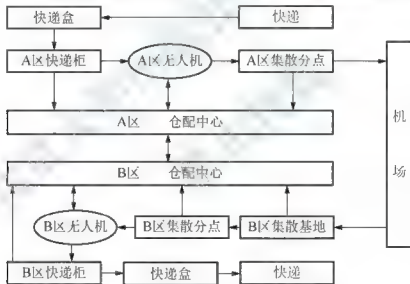 快递盒 快递
A区快递柜 A区无人机 A区集散分点
A区 仓配中心
机
B区 仓配中心
场
B区无人机 B区集散分点 B区集散基地
B区快递柜 快递盒 快递